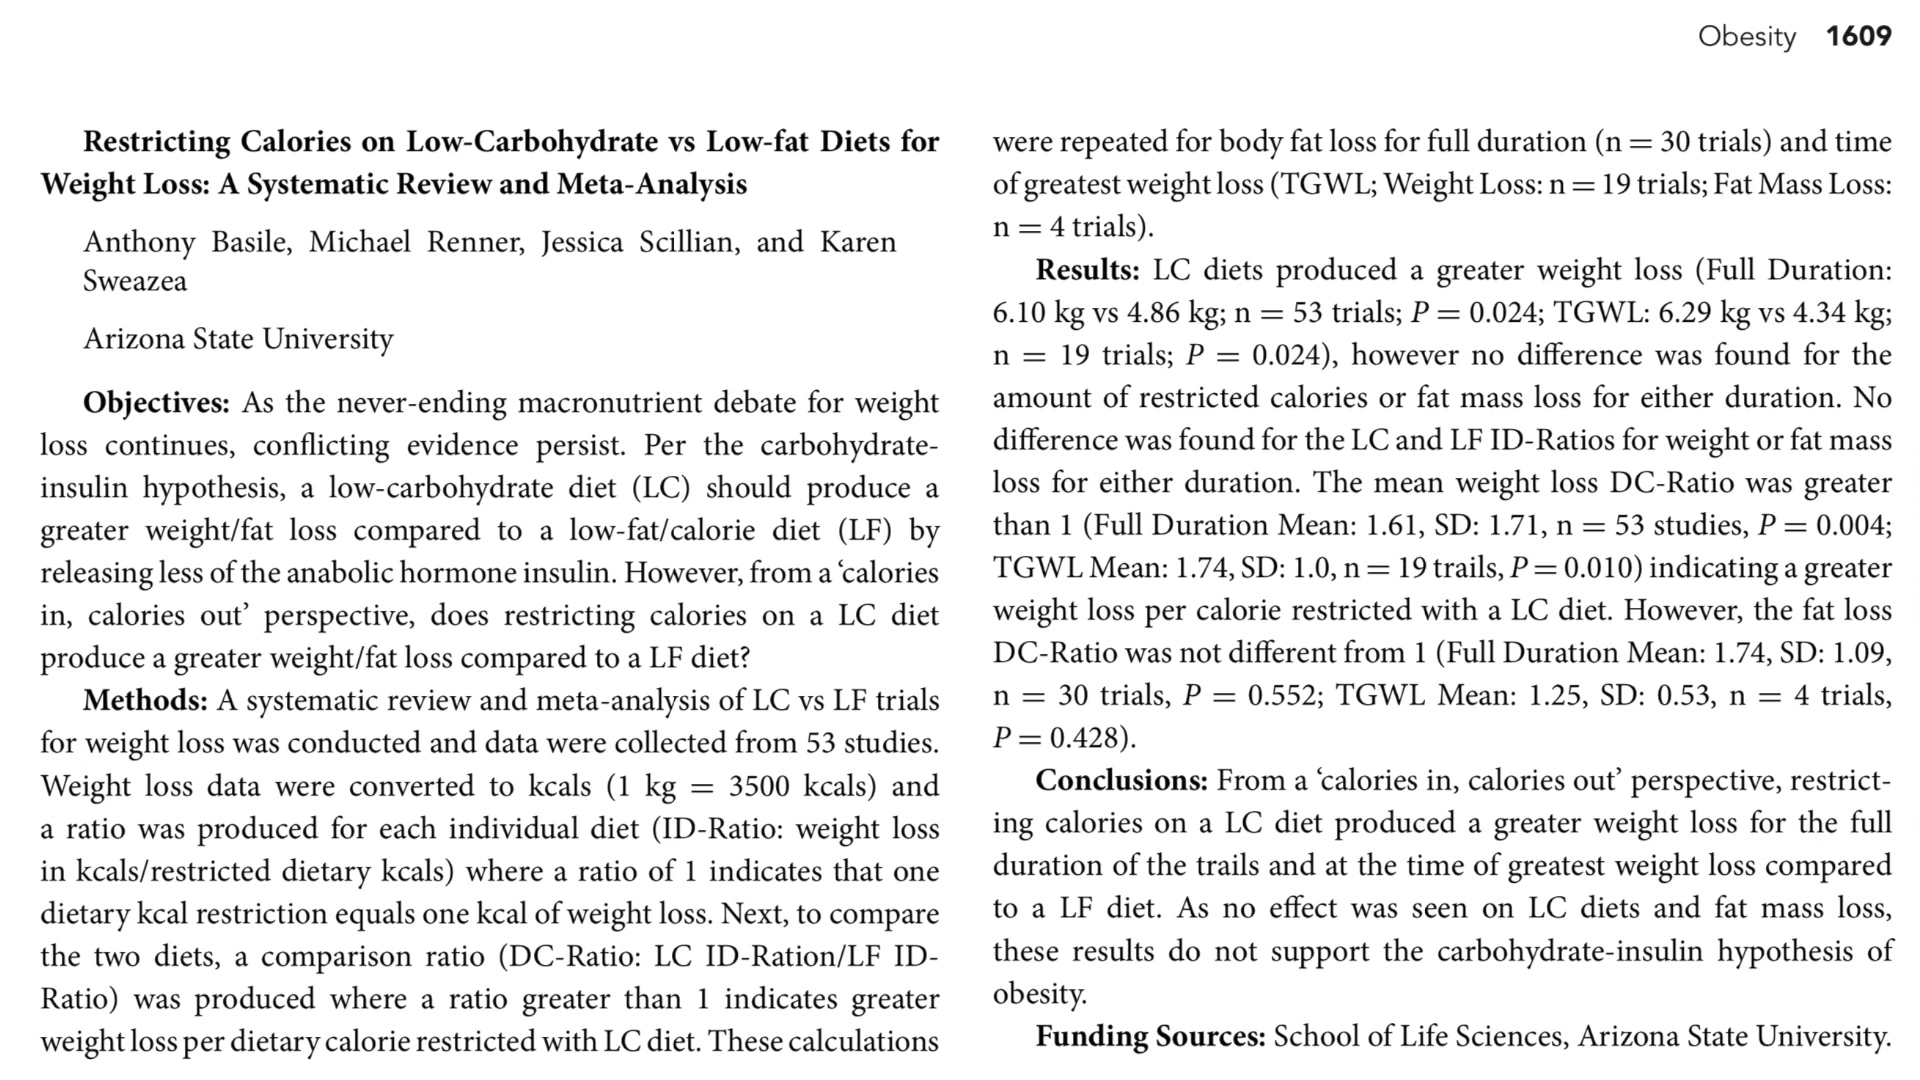 Obesity 1609
Restricting Calories on Low-Carbohydrate vs Low-fat Diets for
Weight Loss: A Systematic Review and Meta-Analysis
Anthony Basile, Michael Renner, Jessica Scillian, and Karen
Sweazea
Arizona State University
Objectives: As the never-ending macronutrient debate for weight
loss continues, conflicting evidence persist. Per the carbohydrate-
insulin hypothesis, a low-carbohydrate diet (LC) should produce a
greater weight/fat loss compared to a low-fat/calorie diet (LF) by
releasing less of the anabolic hormone insulin. However, from a ‘calories
in, calories out’ perspective, does restricting calories on a LC diet
produce a greater weight/fat loss compared to a LF diet?
Methods: A systematic review and meta-analysis of LC vs LF trials
for weight loss was conducted and data were collected from 53 studies.
Weight loss data were converted to kcals (1 kg = 3500 kcals) and
a ratio was produced for each individual diet (ID-Ratio: weight loss
in kcals/restricted dietary kcals) where a ratio of 1 indicates that one
dietary kcal restriction equals one kcal of weight loss. Next, to compare
the two diets, a comparison ratio (DC-Ratio: LC ID-Ration/LF ID-
Ratio) was produced where a ratio greater than 1 indicates greater
weight loss per dietary calorie restricted with LC diet. These calculations
were repeated for body fat loss for full duration (n = 30 trials) and time
of greatest weight loss (TGWL; Weight Loss: n = 19 trials; Fat Mass Loss:
n = 4 trials).
Results: LC diets produced a greater weight loss (Full Duration:
6.10 kg vs 4.86 kg; n = 53 trials; P = 0.024; TGWL: 6.29 kg vs 4.34 kg;
n = 19 trials; P = 0.024), however no difference was found for the
amount of restricted calories or fat mass loss for either duration. No
difference was found for the LC and LF ID-Ratios for weight or fat mass
loss for either duration. The mean weight loss DC-Ratio was greater
than 1 (Full Duration Mean: 1.61, SD: 1.71, n = 53 studies, P = 0.004;
TGWL Mean: 1.74, SD: 1.0, n = 19 trails, P = 0.010) indicating a greater
weight loss per calorie restricted with a LC diet. However, the fat loss
DC-Ratio was not different from 1 (Full Duration Mean: 1.74, SD: 1.09,
n = 30 trials, P = 0.552; TGWL Mean: 1.25, SD: 0.53, n = 4 trials,
P = 0.428).
Conclusions: From a ‘calories in, calories out’ perspective, restrict-
ing calories on a LC diet produced a greater weight loss for the full
duration of the trails and at the time of greatest weight loss compared
to a LF diet. As no effect was seen on LC diets and fat mass loss,
these results do not support the carbohydrate-insulin hypothesis of
obesity.
Funding Sources: School of Life Sciences, Arizona State University.